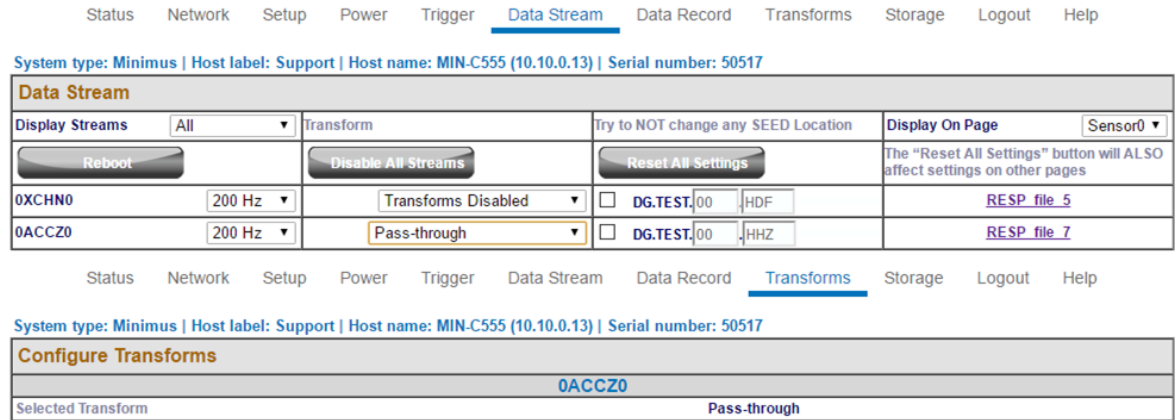 Status Network Setup Power Trigger Data Stream Data Record Transforms Storage Logout Help
System type: Minimus | Host label: Support | Host name: MIN-C555 (10.10.0.13) | Serial number: 50517
Data Stream
Display Streams All Transform Try to NOT change any SEED Location Display On Page Sensor0
Reboot Disable All Streams Reset All Settings The “Reset All Settings” button will ALSO
affect settings on other pages
0XCHN0 200 Hz Transforms Disabled DG.TEST. 00 . HDF RESP file 5
0ACCZ0 200 Hz Pass-through DG.TEST. 00 . HHZ RESP file 7
Status Network Setup Power Trigger Data Stream Data Record Transforms Storage Logout Help
System type: Minimus | Host label: Support | Host name: MIN-C555 (10.10.0.13) | Serial number: 50517
Configure Transforms
0ACCZ0
Selected Transform Pass-through